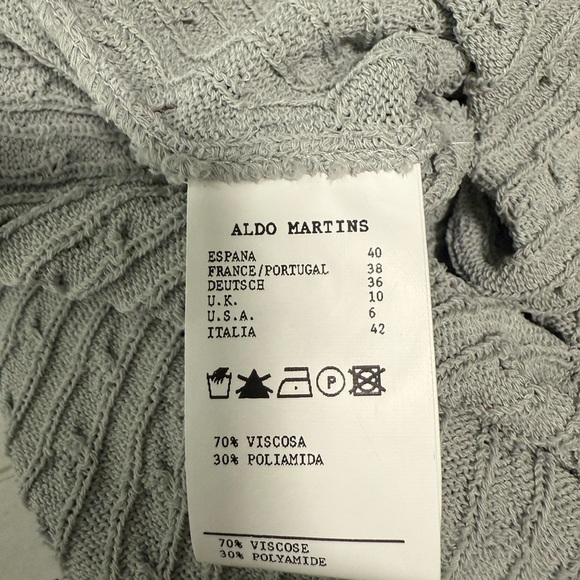 ALDO MARTINS
ESPANA 40
FRANCE/PORTUGAL 38
DEUTSCH 36
U.K. 10
U.S.A. 6
ITALIA 42
P
70% VISCOSA
30% POLIAMIDA
70% VISCOSE
30% POLYAMIDE